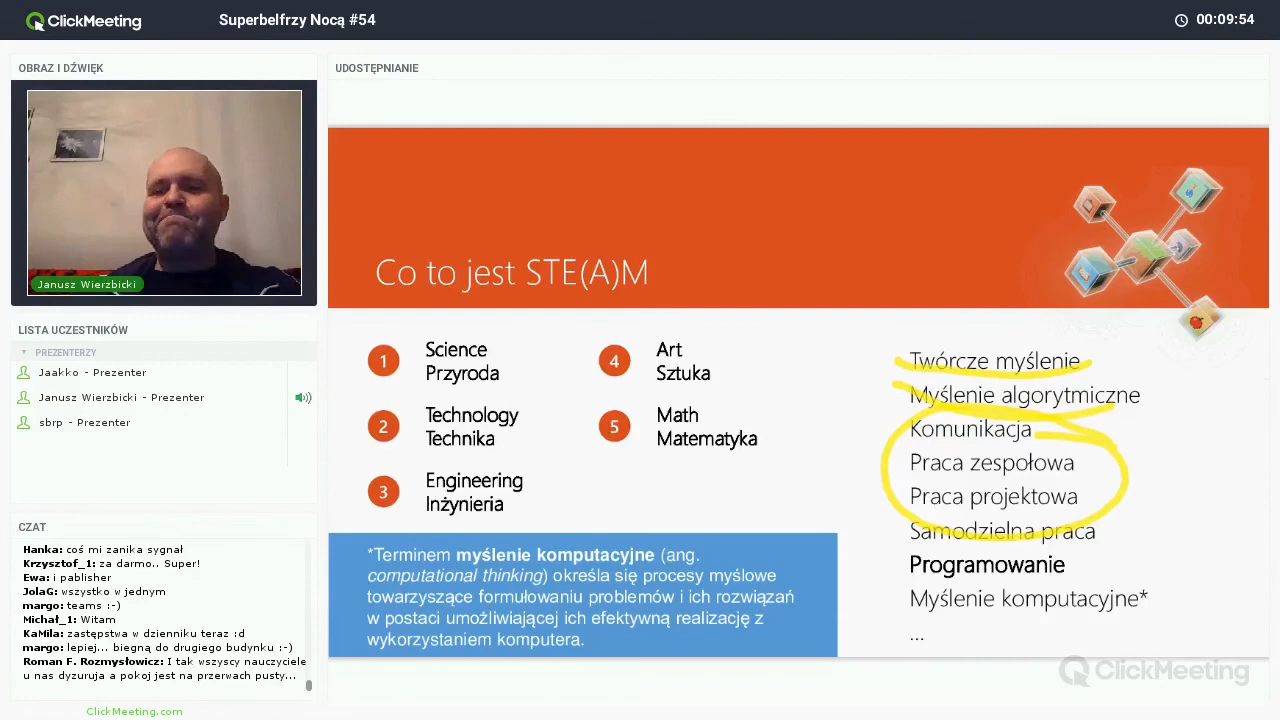 ClickMeeting
Superbelfrzy Nocą #54
00:09:54
OBRAZ I DŹWIĘK
Janusz Wierzbicki
LISTA UCZESTNIKÓW
PREZENTERZY
Jaakko - Prezenter
Janusz Wierzbicki - Prezenter
sbrp - Prezenter
CZAT
Hanka: coś mi zanika sygnał
Krzysztof_1: za darmo.. Super!
Ewa: i pablisher
JolaG: wszystko w jednym
margo: teams :-)
Michał_1: Witam
KaMila: zastępstwa w dzienniku teraz :d
margo: lepiej... biegną do drugiego budynku :-)
Roman F. Rozmysłowicz: I tak wszyscy nauczyciele
u nas dyzuruja a pokoj jest na przerwach pusty...
ClickMeeting.com
UDOSTĘPNIANIE
Co to jest STE(A)M
1
Science
Przyroda
2
Technology
Technika
3
Engineering
Inżynieria
4
Art
Sztuka
5
Math
Matematyka
*Terminem myślenie komputacyjne (ang.
computational thinking) określa się procesy myślowe
towarzyszące formułowaniu problemów i ich rozwiązań
w postaci umożliwiającej ich efektywną realizację z
wykorzystaniem komputera.
Twórcze myślenie
Myślenie algorytmiczne
Komunikacja
Praca zespołowa
Praca projektowa
Samodzielna praca
Programowanie
Myślenie komputacyjne*
...
ClickMeeting